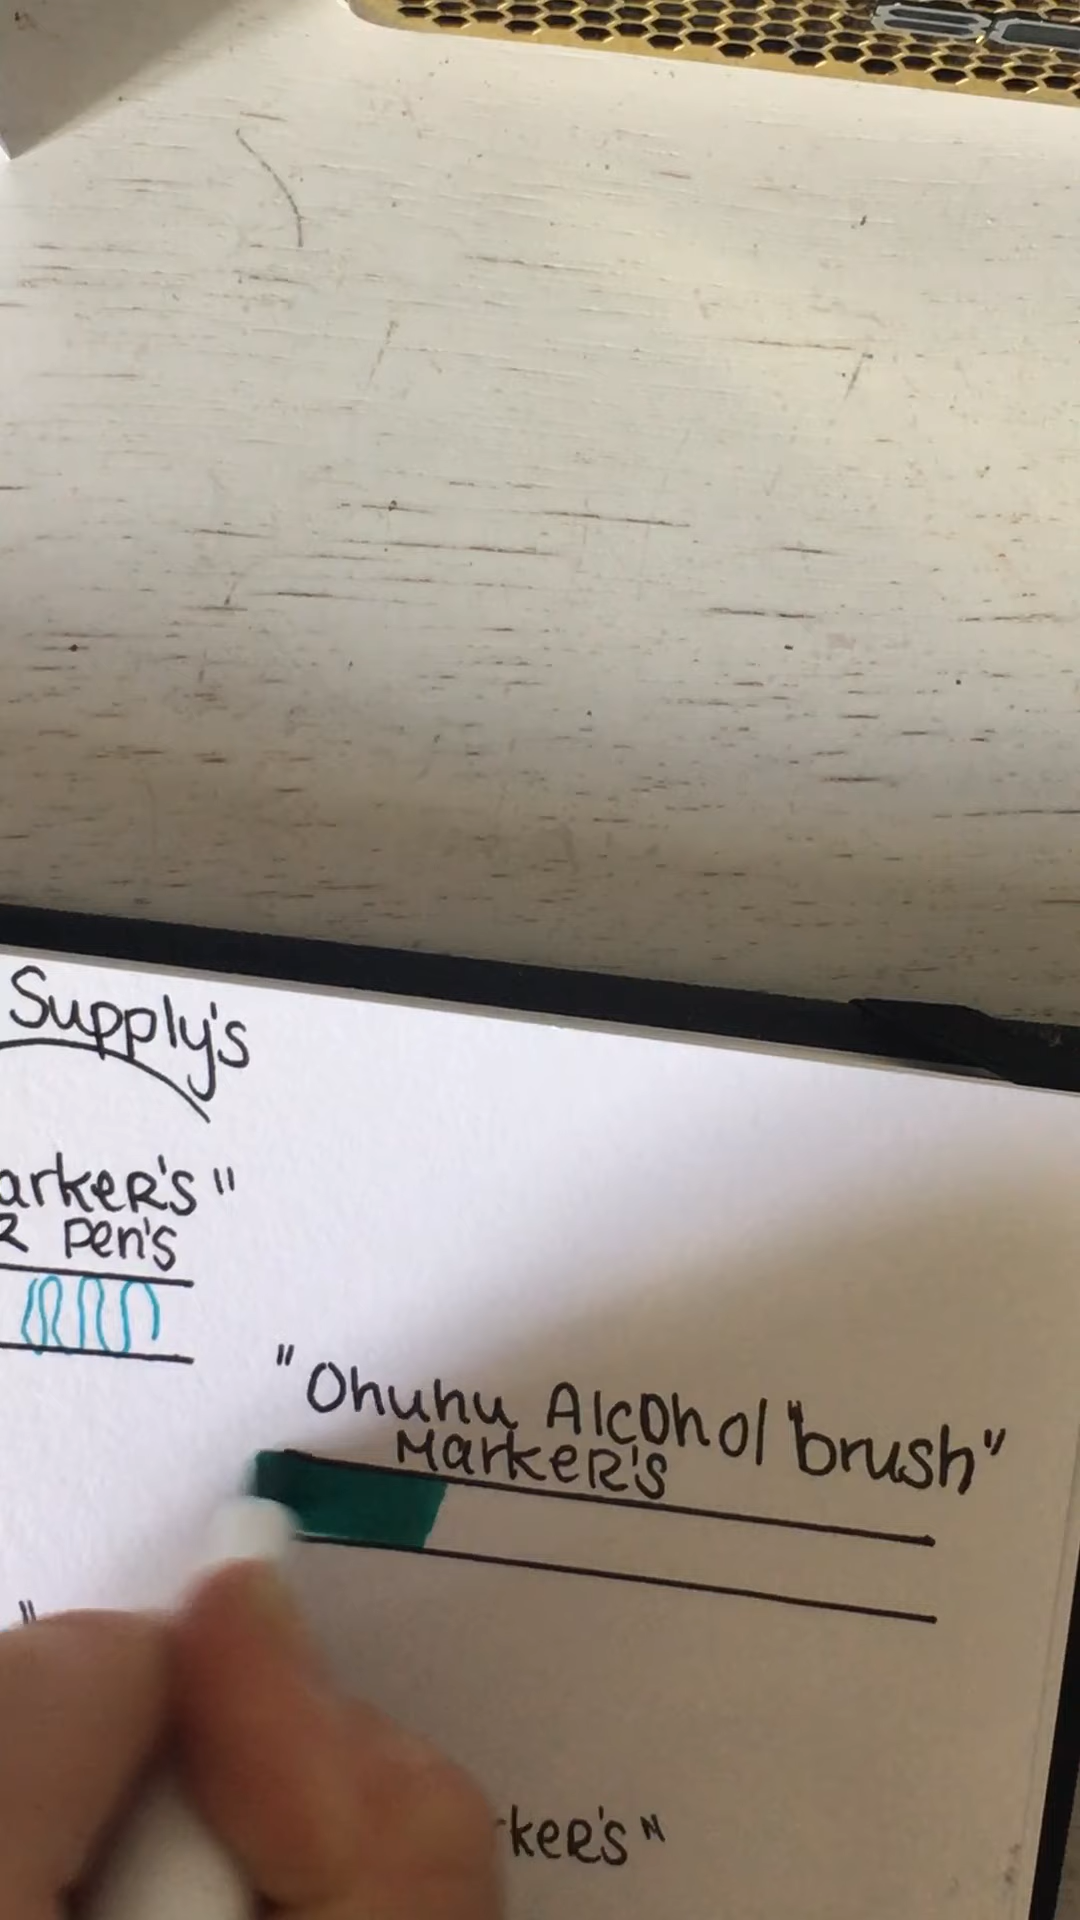 Supply's
arker's"
R Pen's
"Ohuhu Alcohol "brush"
Marker's
"
ker's"